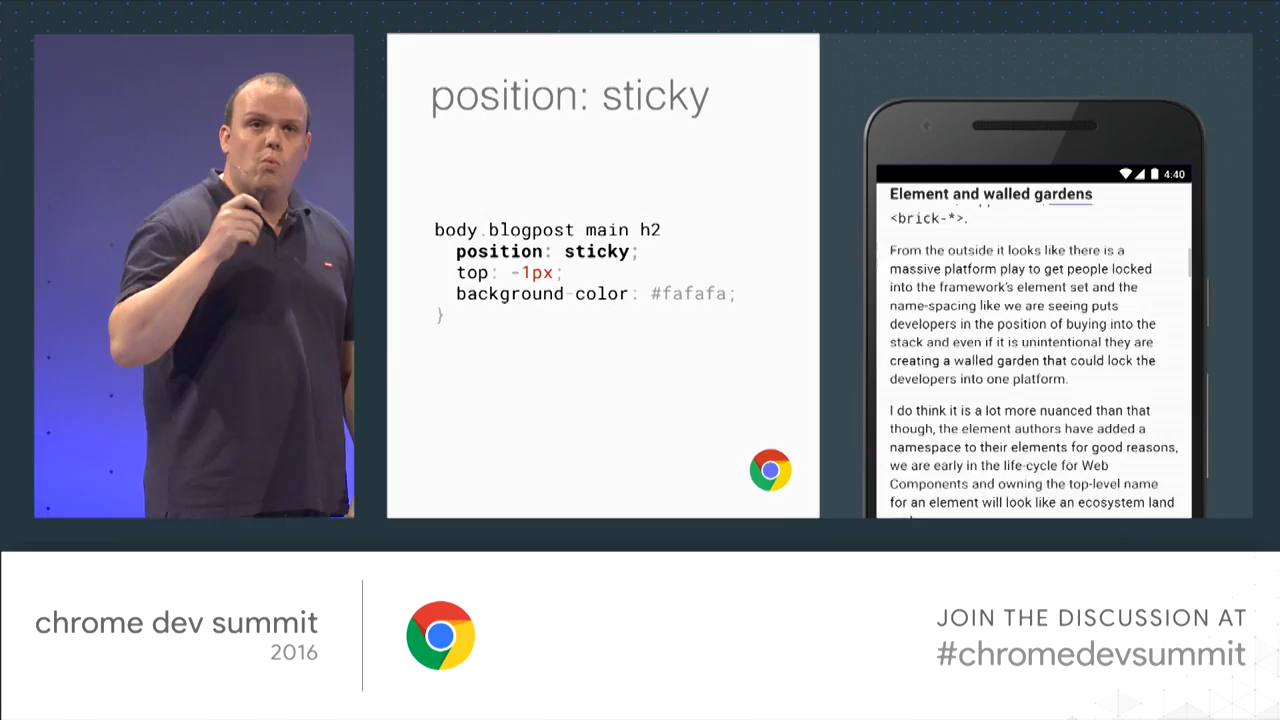 position: sticky
body.blogpost main h2
position: sticky;
top: -1px;
background-color: #fafafa;
}
4:40
Element and walled gardens
<brick-*>.
From the outside it looks like there is a
massive platform play to get people locked
into the framework's element set and the
name-spacing like we are seeing puts
developers in the position of buying into the
stack and even if it is unintentional they are
creating a walled garden that could lock the
developers into one platform.
I do think it is a lot more nuanced than that
though, the element authors have added a
namespace to their elements for good reasons,
we are early in the life-cycle for Web
Components and owning the top-level name
for an element will look like an ecosystem land
chrome dev summit
2016
JOIN THE DISCUSSION AT
#chromedevsummit